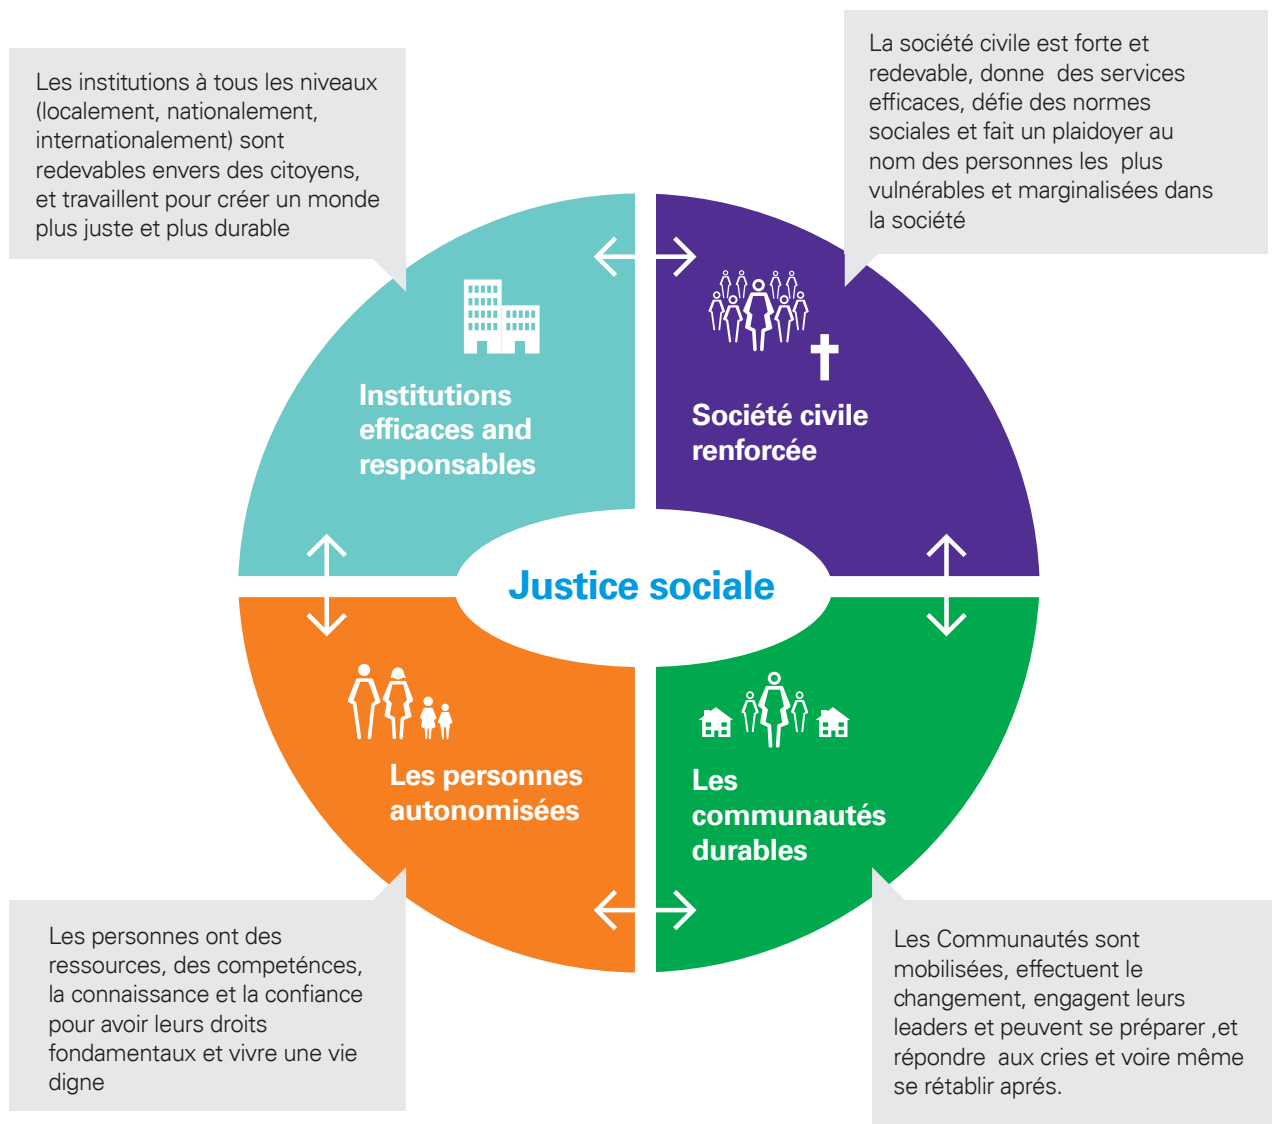 Les institutions à tous les niveaux
(localement, nationalement,
internationalement) sont
redevables envers des citoyens,
et travaillent pour créer un monde
plus juste et plus durable
La société civile est forte et
redevable, donne des services
efficaces, défie des normes
sociales et fait un plaidoyer au
nom des personnes les plus
vulnérables et marginalisées dans
la société
Institutions
efficaces and
responsables
Société civile
renforcée
Justice sociale
Les personnes
autonomisées
Les
communautés
durables
Les personnes ont des
ressources, des competénces,
la connaissance et la confiance
pour avoir leurs droits
fondamentaux et vivre une vie
digne
Les Communautés sont
mobilisées, effectuent le
changement, engagent leurs
leaders et peuvent se préparer ,et
répondre aux cries et voire même
se rétablir aprés.